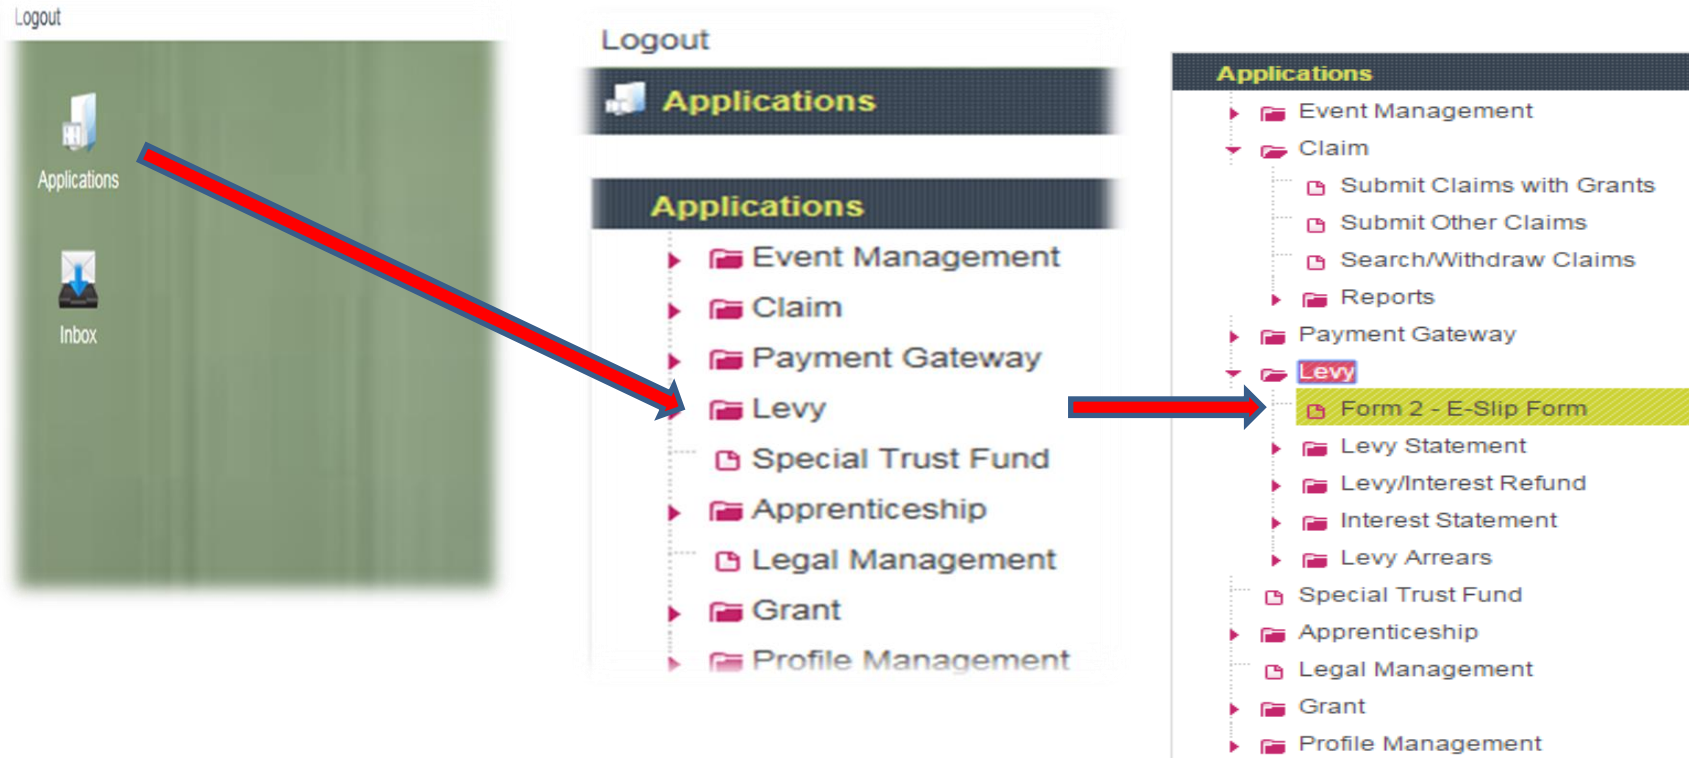 Logout
Applications
Inbox
Logout
Applications
Applications
Event Management
Claim
Payment Gateway
Levy
Special Trust Fund
Apprenticeship
Legal Management
Grant
Profile Management
Applications
Event Management
Claim
Submit Claims with Grants
Submit Other Claims
Search/Withdraw Claims
Reports
Payment Gateway
Levy
Form 2 - E-Slip Form
Levy Statement
Levy/Interest Refund
Interest Statement
Levy Arrears
Special Trust Fund
Apprenticeship
Legal Management
Grant
Profile Management